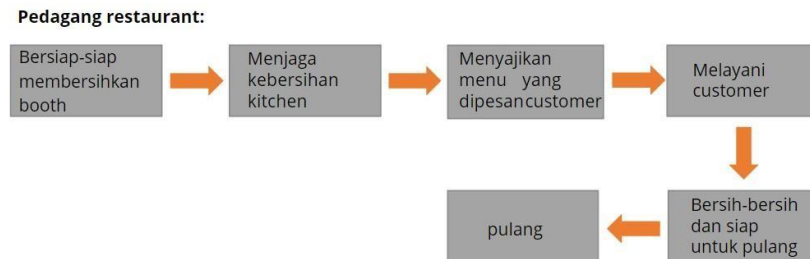 Pedagang restaurant:
Bersiap-siap
membersihkan
booth
Menjaga
kebersihan
kitchen
Menyajikan
menu yang
dipesancustomer
Melayani
customer
Bersih-bersih
dan siap
untuk pulang
pulang